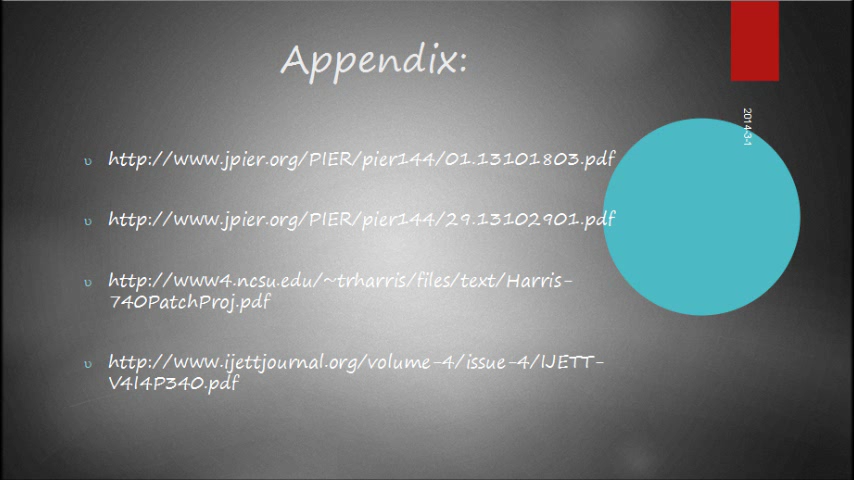 Appendix:
2014-3-1
υ http://www.jpier.org/PIER/pier144/01.13101803.pdf
υ http://www.jpier.org/PIER/pier144/29.13102901.pdf
υ http://www4.ncsu.edu/~trharris/files/text/Harris-
740PatchProj.pdf
υ http://www.ijettjournal.org/volume-4/issue-4/IJETT-
V4I4P340.pdf